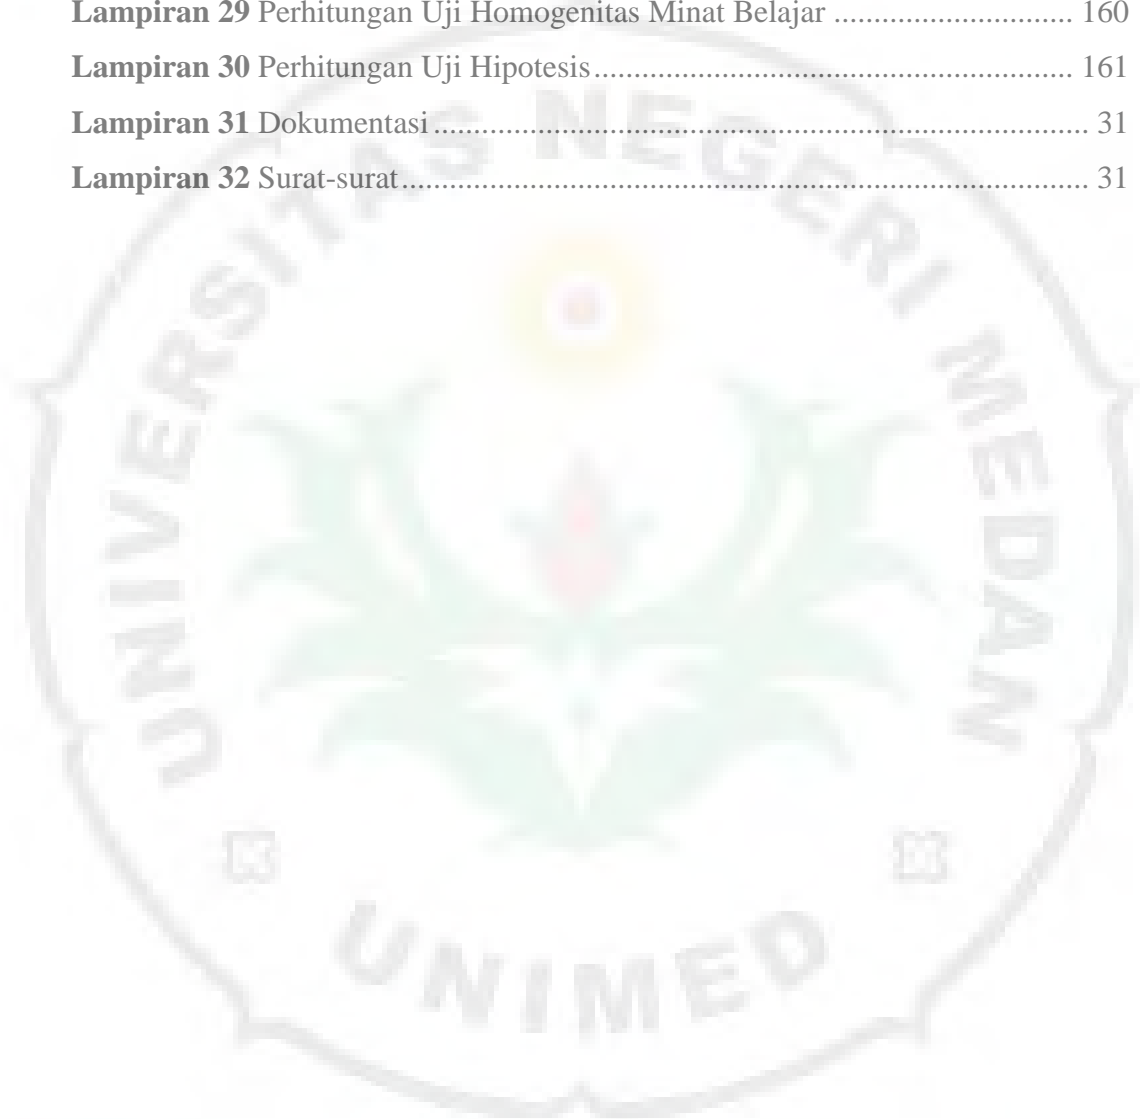 Lampiran 29 Perhitungan Uji Homogenitas Minat Belajar ............................ 160
Lampiran 30 Perhitungan Uji Hipotesis......................................................... 161
Lampiran 31 Dokumentasi.............................................................................. 31
Lampiran 32 Surat-surat.................................................................................. 31
UNIVERSITAS NEGERI MEDAN
UNIMED